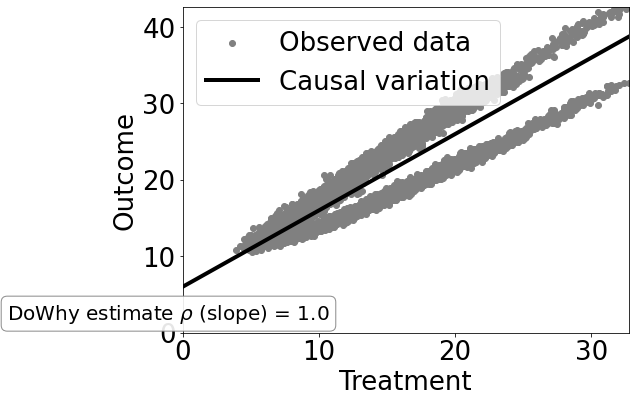 40
Observed data
Causal variation
30
Outcome
20
10
DoWhy estimate ρ (slope) = 1.0
0
0 10 20 30
Treatment